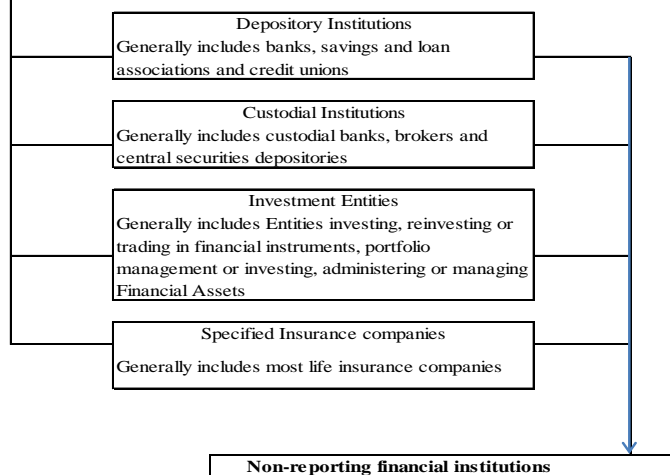 Depository Institutions
Generally includes banks, savings and loan
associations and credit unions
Custodial Institutions
Generally includes custodial banks, brokers and
central securities depositories
Investment Entities
Generally includes Entities investing, reinvesting or
trading in financial instruments, portfolio
management or investing, administering or managing
Financial Assets
Specified Insurance companies
Generally includes most life insurance companies
Non-reporting financial institutions